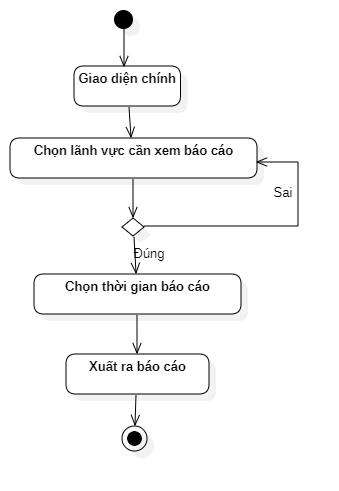 Giao diện chính
Chọn lãnh vực cần xem báo cáo
Sai
Đúng
Chọn thời gian báo cáo
Xuất ra báo cáo